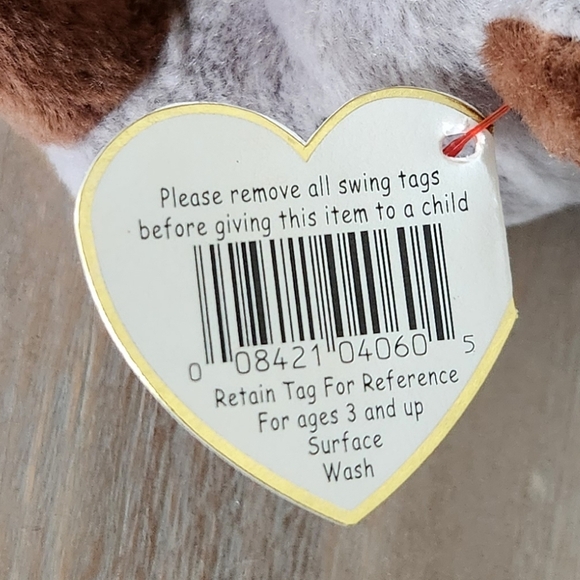 Please remove all swing tags
before giving this item to a child
0 08421 04060 5
Retain Tag For Reference
For ages 3 and up
Surface
Wash